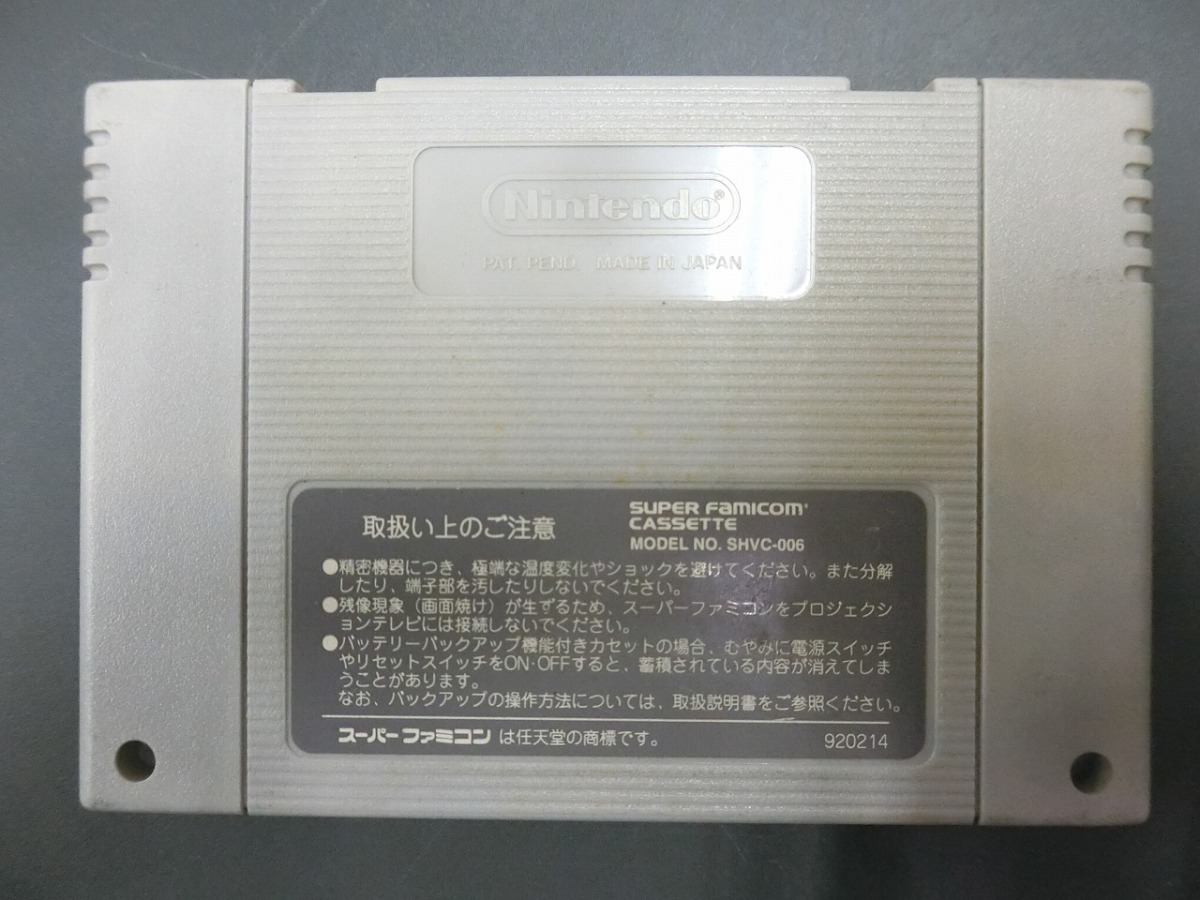 Nintendo®
PAT. PEND. MADE IN JAPAN
取扱い上のご注意
SUPER FAMICOM
CASSETTE
MODEL NO. SHVC-006
●精密機器につき、極端な温度変化やショックを避けてください。また分解
したり、端子部を汚したりしないでください。
●残像現象（画面焼け）が生ずるため、スーパーファミコンをプロジェクシ
ョンテレビには接続しないでください。
●バッテリーバックアップ機能付きカセットの場合、むやみに電源スイッチ
やリセットスイッチをON・OFFすると、蓄積されている内容が消えてしま
うことがあります。
なお、バックアップの操作方法については、取扱説明書をご参照ください。
スーパーファミコン は任天堂の商標です。
920214